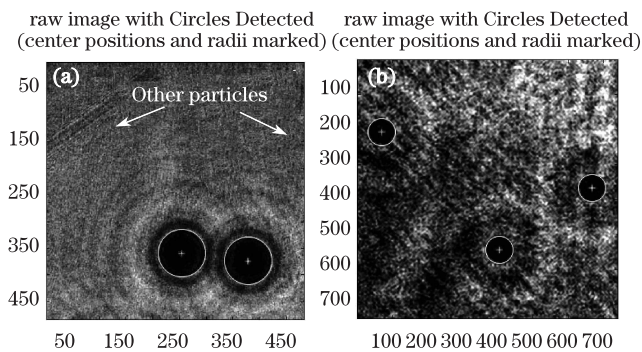 raw image with Circles Detected
(center positions and radii marked)
raw image with Circles Detected
(center positions and radii marked)
(a)
Other particles
50
150
250
350
450
50 150 250 350 450
(b)
100
200
300
400
500
600
700
100 200 300 400 500 600 700